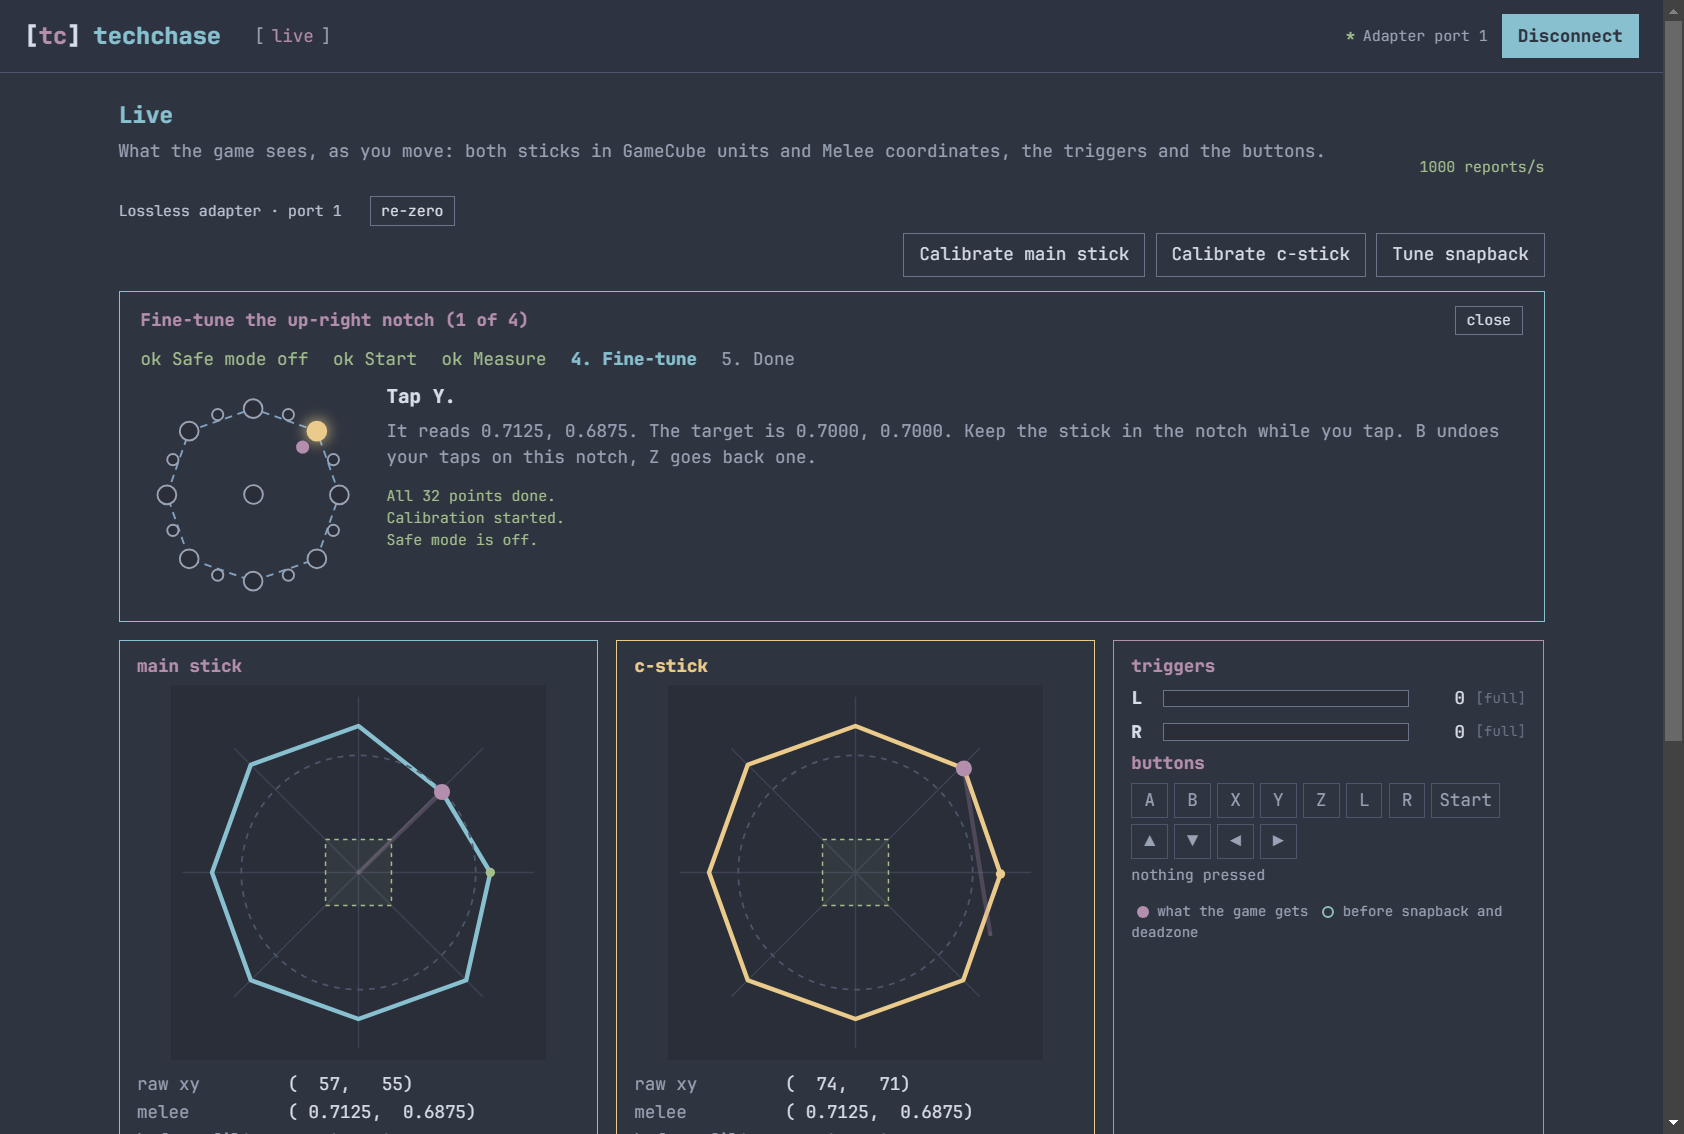 [tc] techchase [ live ] * Adapter port 1 Disconnect
Live
What the game sees, as you move: both sticks in GameCube units and Melee coordinates, the triggers and the buttons.
1000 reports/s
Lossless adapter · port 1 re-zero
Calibrate main stick Calibrate c-stick Tune snapback
Fine-tune the up-right notch (1 of 4) close
ok Safe mode off ok Start ok Measure 4. Fine-tune 5. Done
Tap Y.
It reads 0.7125, 0.6875. The target is 0.7000, 0.7000. Keep the stick in the notch while you tap. B undoes
your taps on this notch, Z goes back one.
All 32 points done.
Calibration started.
Safe mode is off.
main stick
raw xy ( 57, 55)
melee ( 0.7125, 0.6875)
c-stick
raw xy ( 74, 71)
melee ( 0.7125, 0.6875)
triggers
L 0 [full]
R 0 [full]
buttons
A B X Y Z L R Start
▲ ▼ ◀ ▶
nothing pressed
what the game gets before snapback and
deadzone